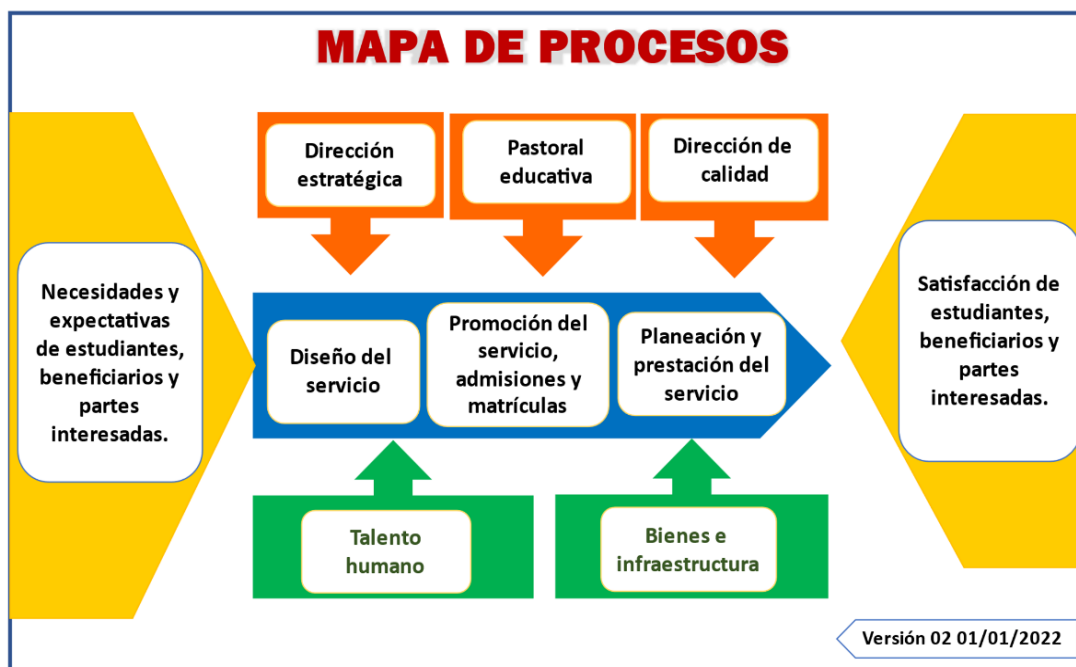 MAPA DE PROCESOS
Dirección
estratégica
Pastoral
educativa
Dirección de
calidad
Necesidades y
expectativas
de estudiantes,
beneficiarios y
partes
interesadas.
Diseño del
servicio
Promoción del
servicio,
admisiones y
matrículas
Planeación y
prestación del
servicio
Satisfacción de
estudiantes,
beneficiarios y
partes
interesadas.
Talento
humano
Bienes e
infraestructura
Versión 02 01/01/2022